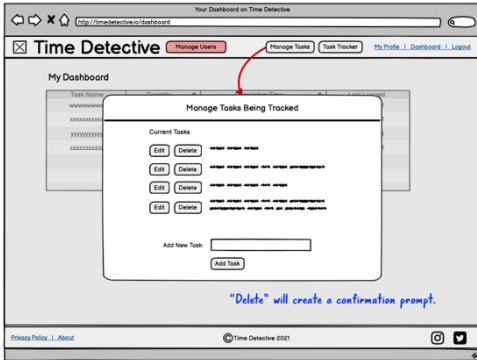 Your Dashboard on Time Detective
http://timedetective.io/dashboard
Time Detective
Manage Users
Manage Tasks
Task Tracker
My Profile | Dashboard | Logout
My Dashboard
Task Name
Last Logged
Manage Tasks Being Tracked
Current Tasks
Edit Delete
Edit Delete
Edit Delete
Edit Delete
Add New Task:
Add Task
"Delete" will create a confirmation prompt.
Privacy Policy | About
© Time Detective 2021